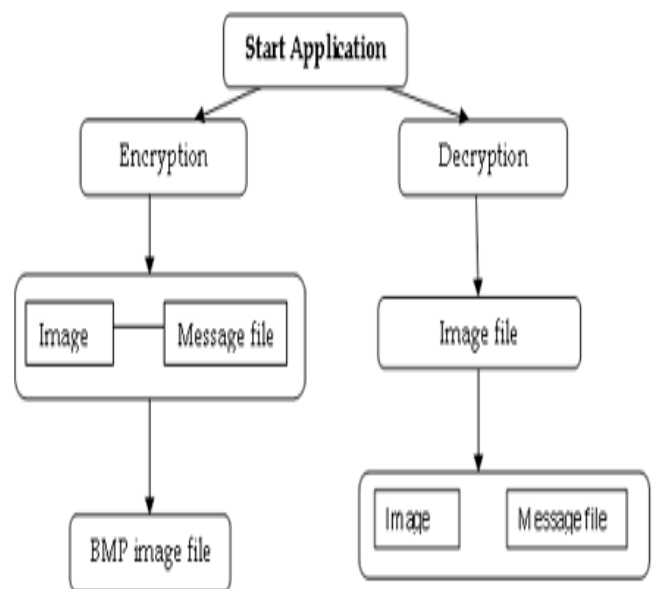 Start Application
Encryption
Decryption
Image
Message file
Image file
BMP image file
Image
Message file